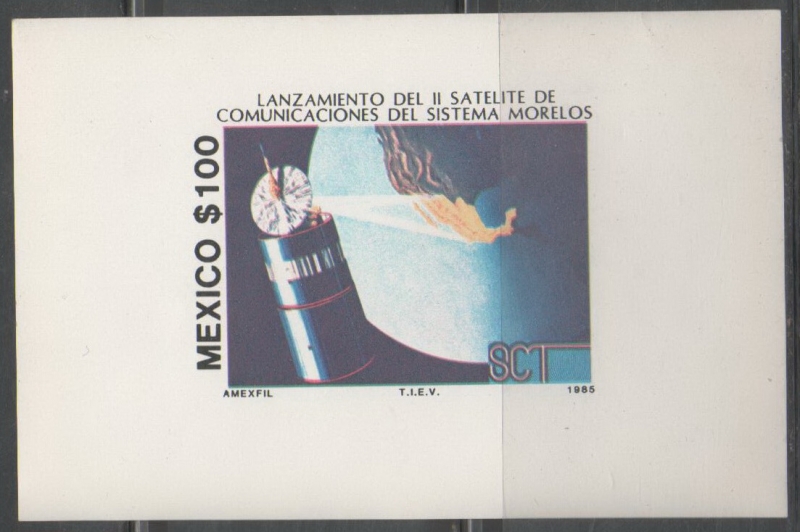 LANZAMIENTO DEL II SATELITE DE
COMUNICACIONES DEL SISTEMA MORELOS
MEXICO $100
SCT
AMEXFIL T.I.E.V. 1985